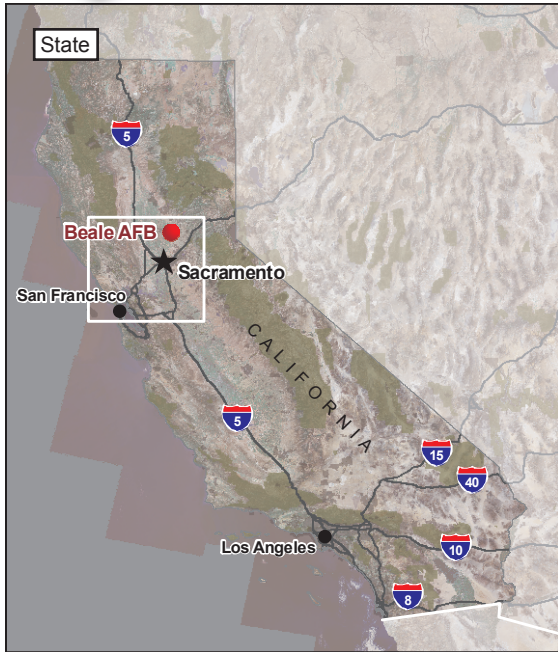 State
5
Beale AFB
Sacramento
San Francisco
CALIFORNIA
5
15
40
Los Angeles
10
8